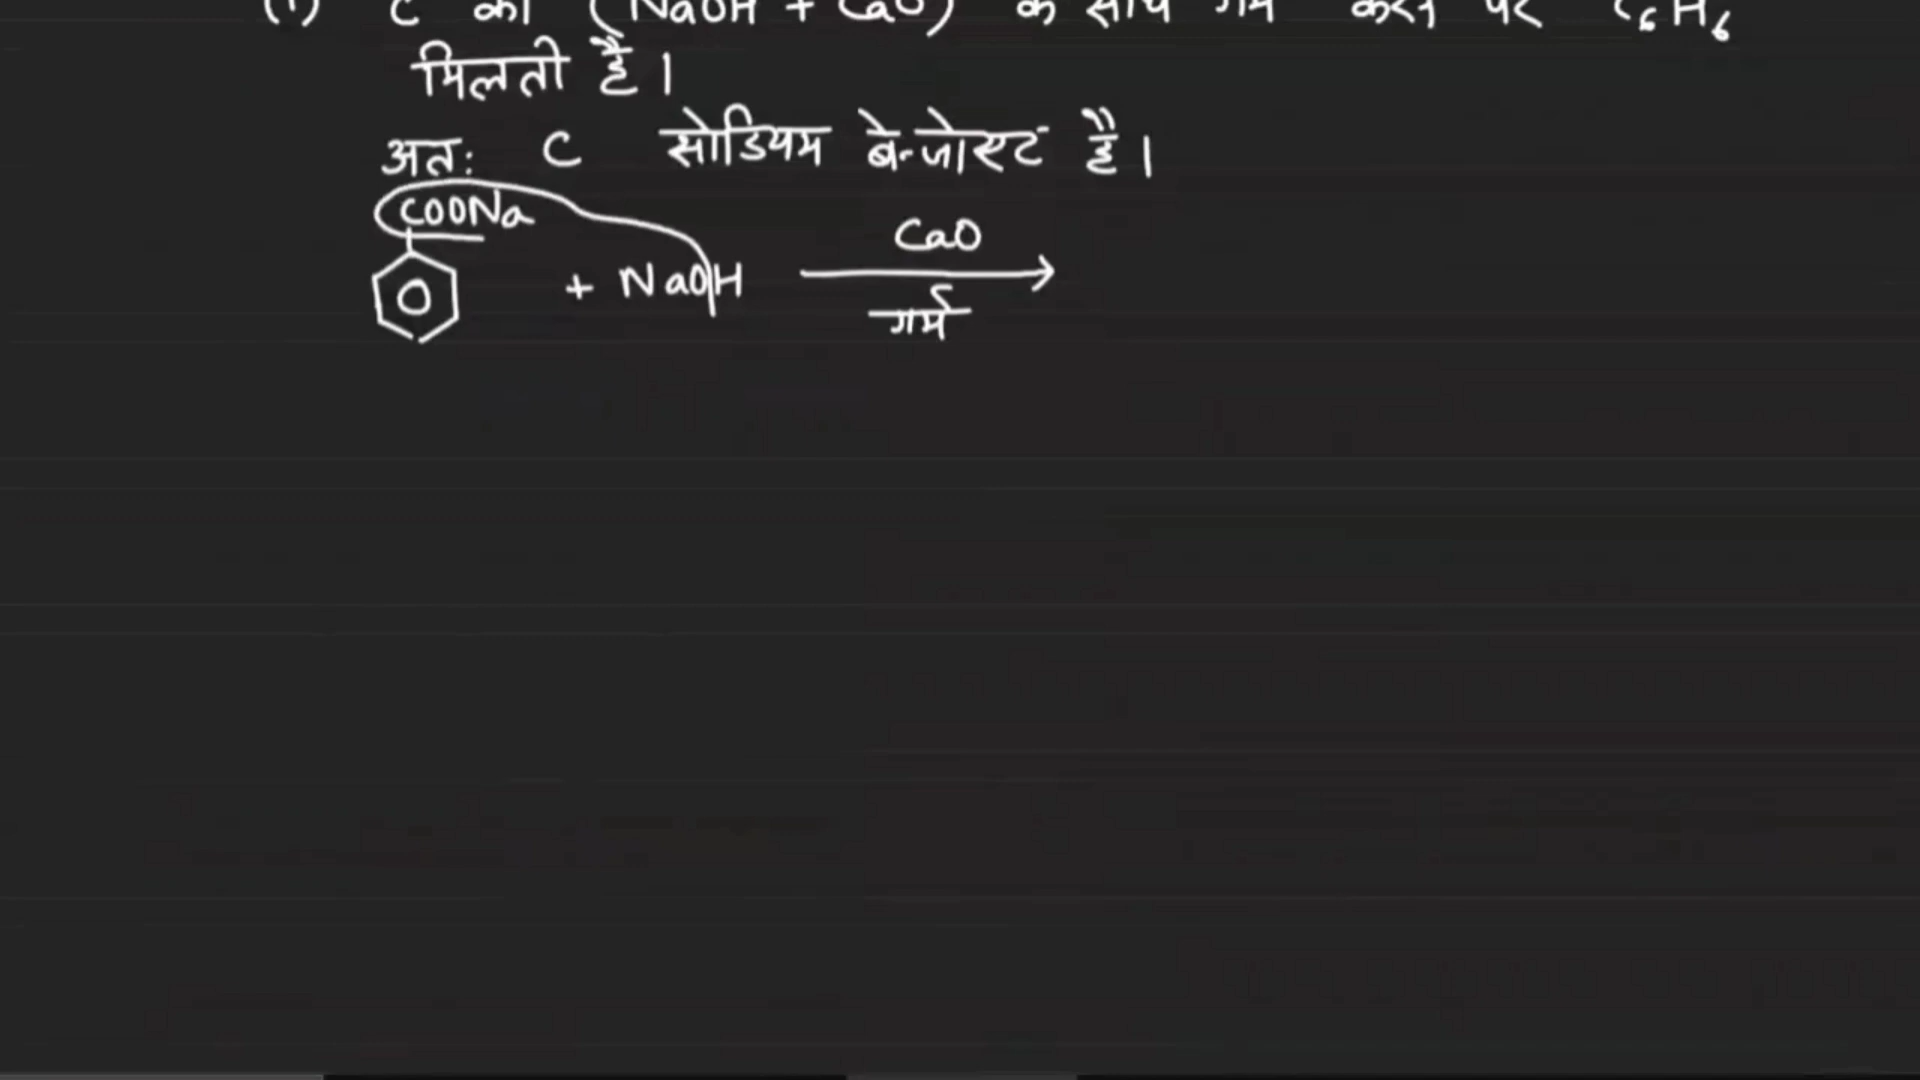 (i) C को (NaOH + CaO) के साथ गर्म करने पर C₆H₆
मिलती है।
अतः C सोडियम बेन्जोएट है।
COONa
+ NaOH
CaO
गर्म